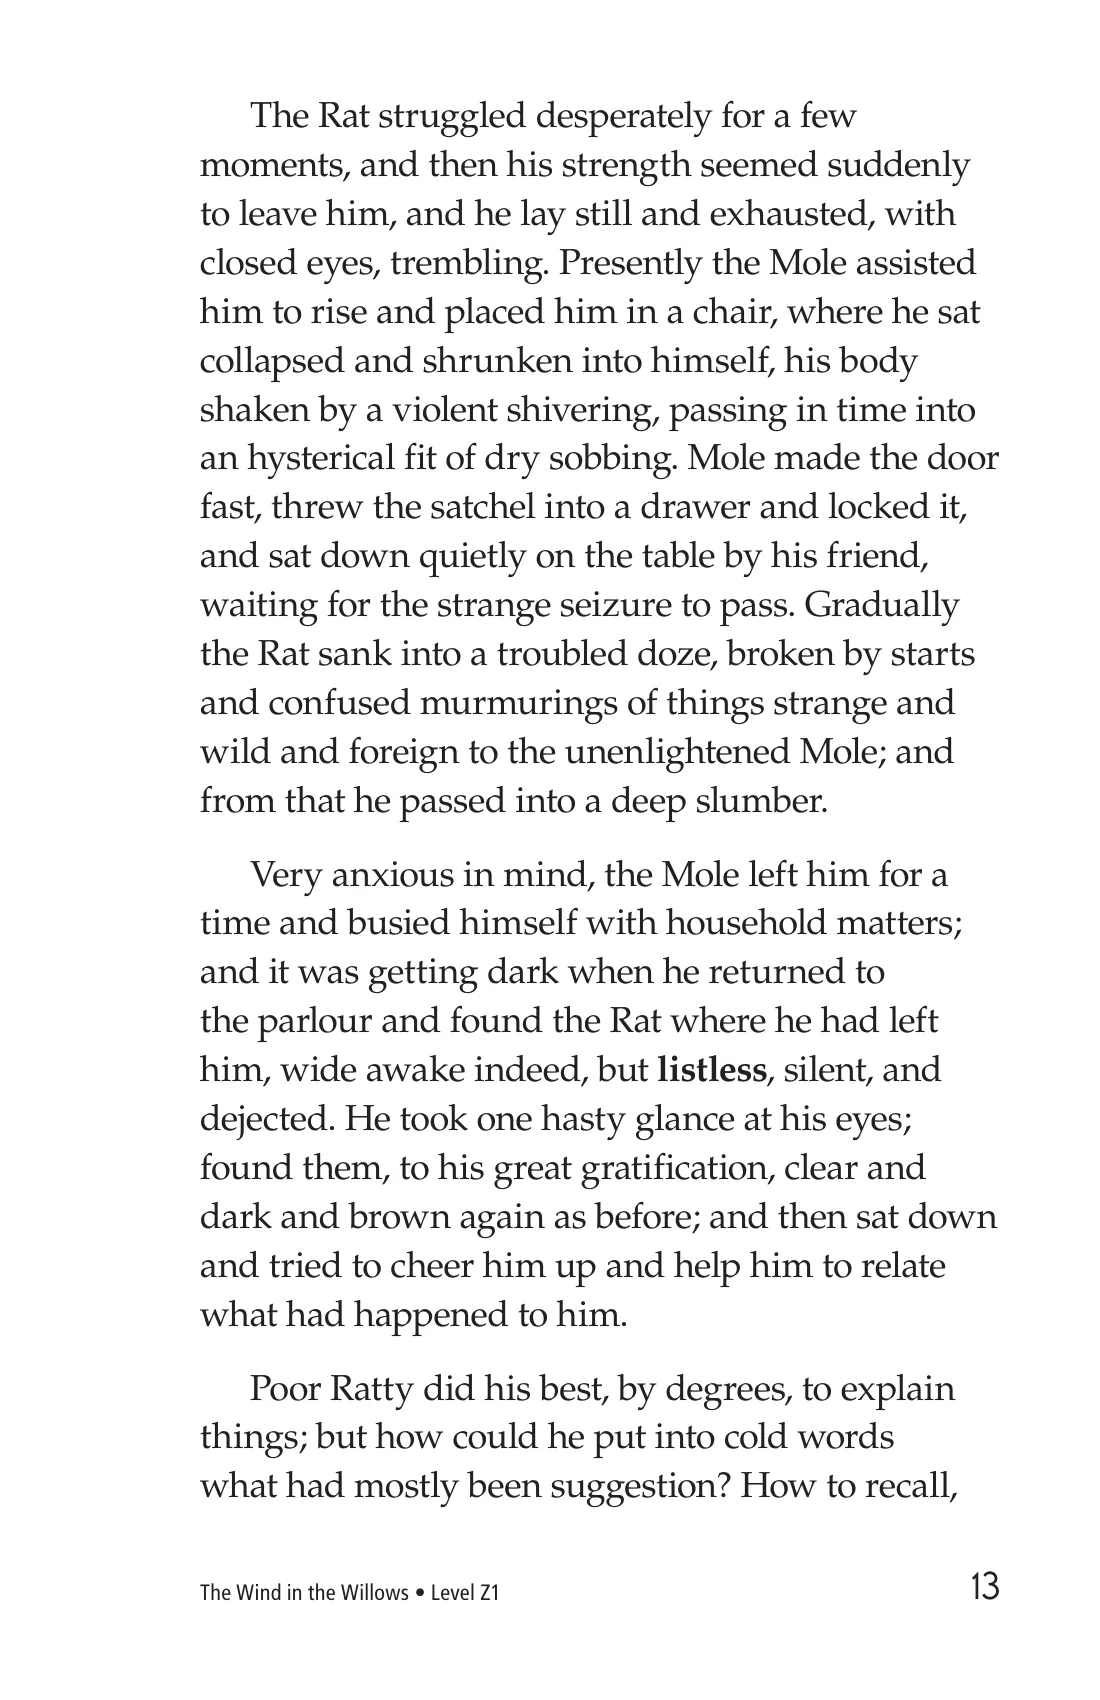 The Rat struggled desperately for a few
moments, and then his strength seemed suddenly
to leave him, and he lay still and exhausted, with
closed eyes, trembling. Presently the Mole assisted
him to rise and placed him in a chair, where he sat
collapsed and shrunken into himself, his body
shaken by a violent shivering, passing in time into
an hysterical fit of dry sobbing. Mole made the door
fast, threw the satchel into a drawer and locked it,
and sat down quietly on the table by his friend,
waiting for the strange seizure to pass. Gradually
the Rat sank into a troubled doze, broken by starts
and confused murmurings of things strange and
wild and foreign to the unenlightened Mole; and
from that he passed into a deep slumber.
Very anxious in mind, the Mole left him for a
time and busied himself with household matters;
and it was getting dark when he returned to
the parlour and found the Rat where he had left
him, wide awake indeed, but listless, silent, and
dejected. He took one hasty glance at his eyes;
found them, to his great gratification, clear and
dark and brown again as before; and then sat down
and tried to cheer him up and help him to relate
what had happened to him.
Poor Ratty did his best, by degrees, to explain
things; but how could he put into cold words
what had mostly been suggestion? How to recall,
The Wind in the Willows • Level Z1 13